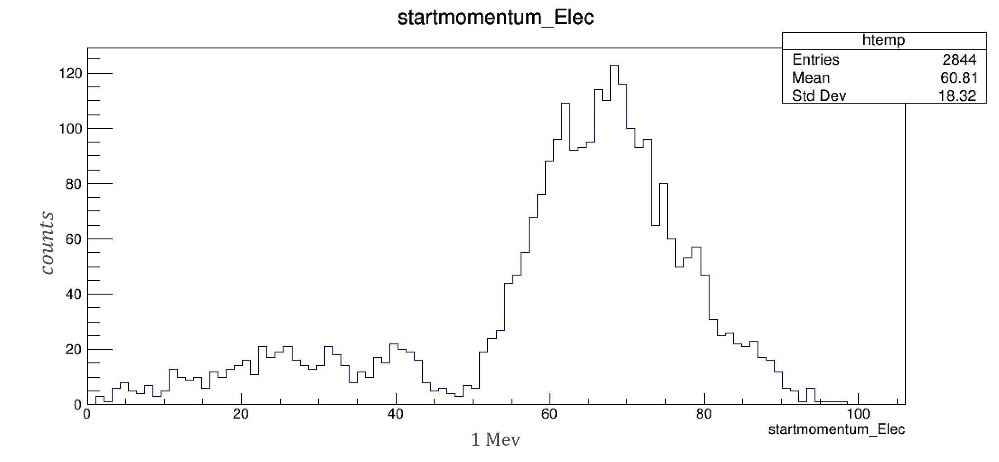 startmomentum_Elec
htemp
Entries 2844
Mean 60.81
Std Dev 18.32
120
100
80
60
40
20
0
counts
0 20 40 60 80 100
startmomentum_Elec
1 Mev